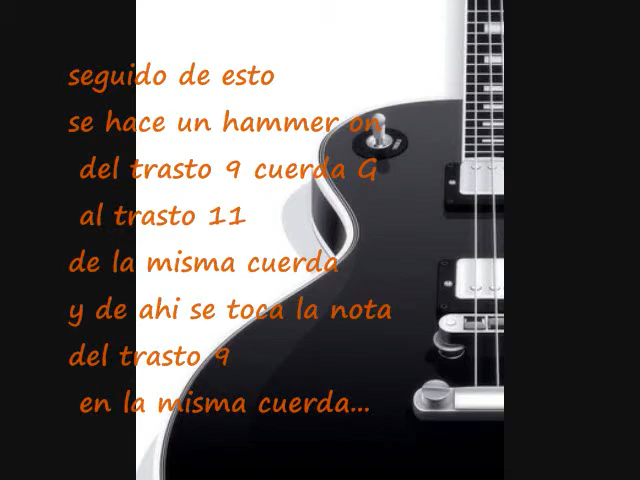 seguido de esto
se hace un hammer on
del trasto 9 cuerda G
al trasto 11
de la misma cuerda
y de ahi se toca la nota
del trasto 9
en la misma cuerda...